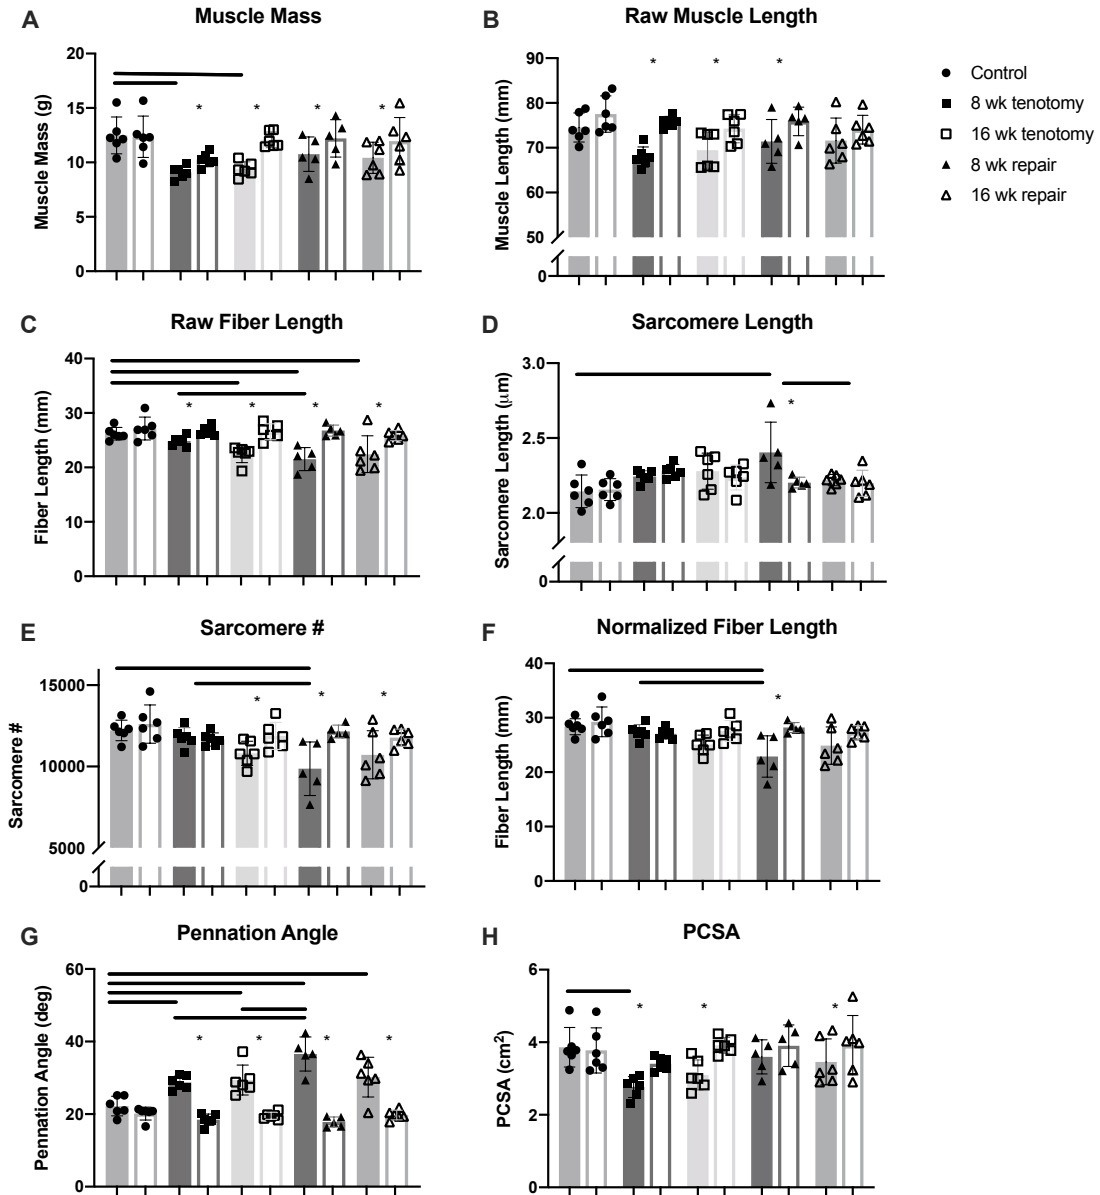 A
Muscle Mass
Muscle Mass (g)
20
15
10
5
0
* * * *
B
Raw Muscle Length
Muscle Length (mm)
90
80
70
60
50
0
* * *
Control
8 wk tenotomy
16 wk tenotomy
8 wk repair
16 wk repair
C
Raw Fiber Length
Fiber Length (mm)
40
30
20
10
0
* * * *
D
Sarcomere Length
Sarcomere Length (μm)
3.0
2.5
2.0
0
*
E
Sarcomere #
Sarcomere #
15000
10000
5000
0
* * *
F
Normalized Fiber Length
Fiber Length (mm)
40
30
20
10
0
*
G
Pennation Angle
Pennation Angle (deg)
60
40
20
0
* * * *
H
PCSA
PCSA (cm²)
6
4
2
0
* * *